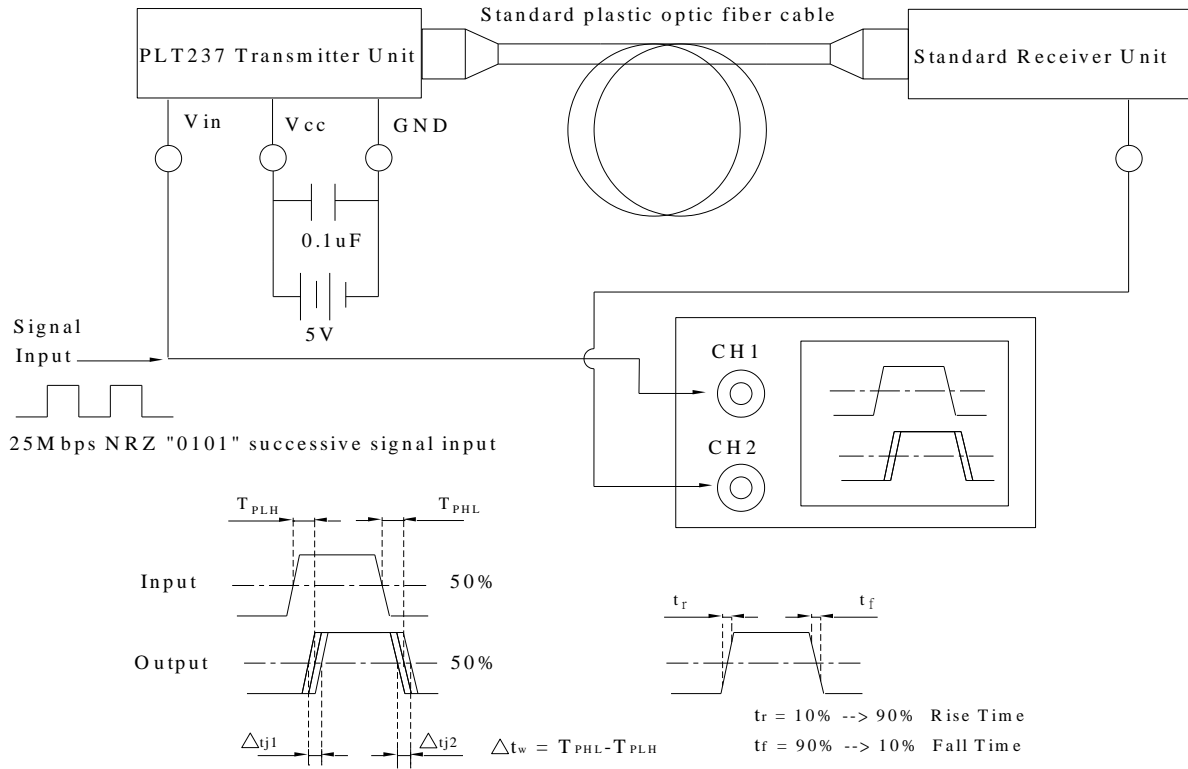 Standard plastic optic fiber cable
PLT237 Transmitter Unit
Standard Receiver Unit
Vin
Vcc
GND
0.1uF
5V
Signal
Input
25Mbps NRZ "0101" successive signal input
CH1
CH2
TPLH
TPHL
Input
50%
Output
50%
△tj1
△tj2
△tw = TPHL-TPLH
tr
tf
tr = 10% --> 90% Rise Time
tf = 90% --> 10% Fall Time